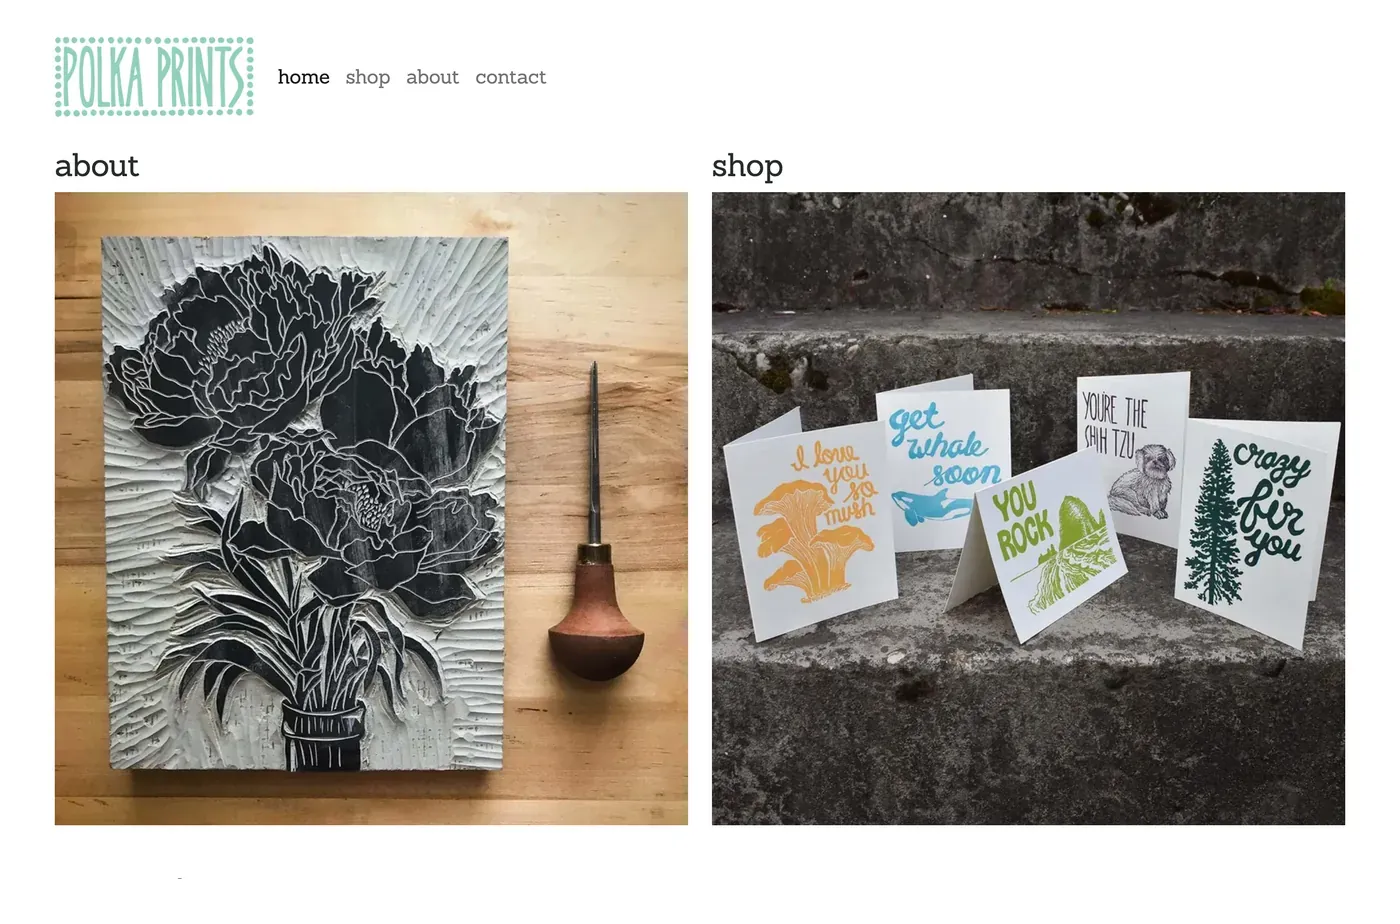 POLKA PRINTS
home shop about contact
about
shop
i love
you
so
mush
get
whale
soon
YOU
ROCK
YOU'RE THE
SHIH TZU
crazy
fir
you